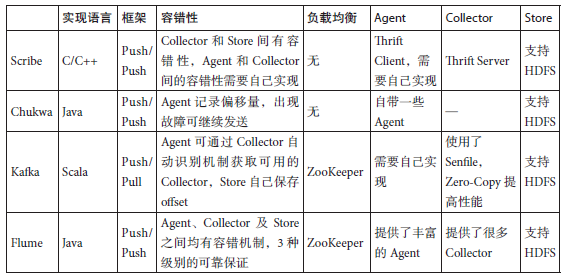 实现语言 框架 容错性 负载均衡 Agent Collector Store
Scribe C/C++ Push/ Push Collector 和 Store 间有容 错性，Agent 和 Collector 间的容错性需要自己实现 无 Thrift Client，需 要自己实现 Thrift Server 支持 HDFS
Chukwa Java Push/ Push Agent 记录偏移量，出现 故障可继续发送 无 自带一些 Agent — 支持 HDFS
Kafka Scala Push/ Pull Agent 可通过 Collector 自 动识别机制获取可用的 Collector，Store 自己保存 offset ZooKeeper 需要自己实 现 使用了 Senfile， Zero-Copy 提 高性能 支持 HDFS
Flume Java Push/ Push Agent、Collector 及 Store 之间均有容错机制，3 种 级别的可靠保证 ZooKeeper 提供了丰富 的 Agent 提供了很多 Collector 支持 HDFS